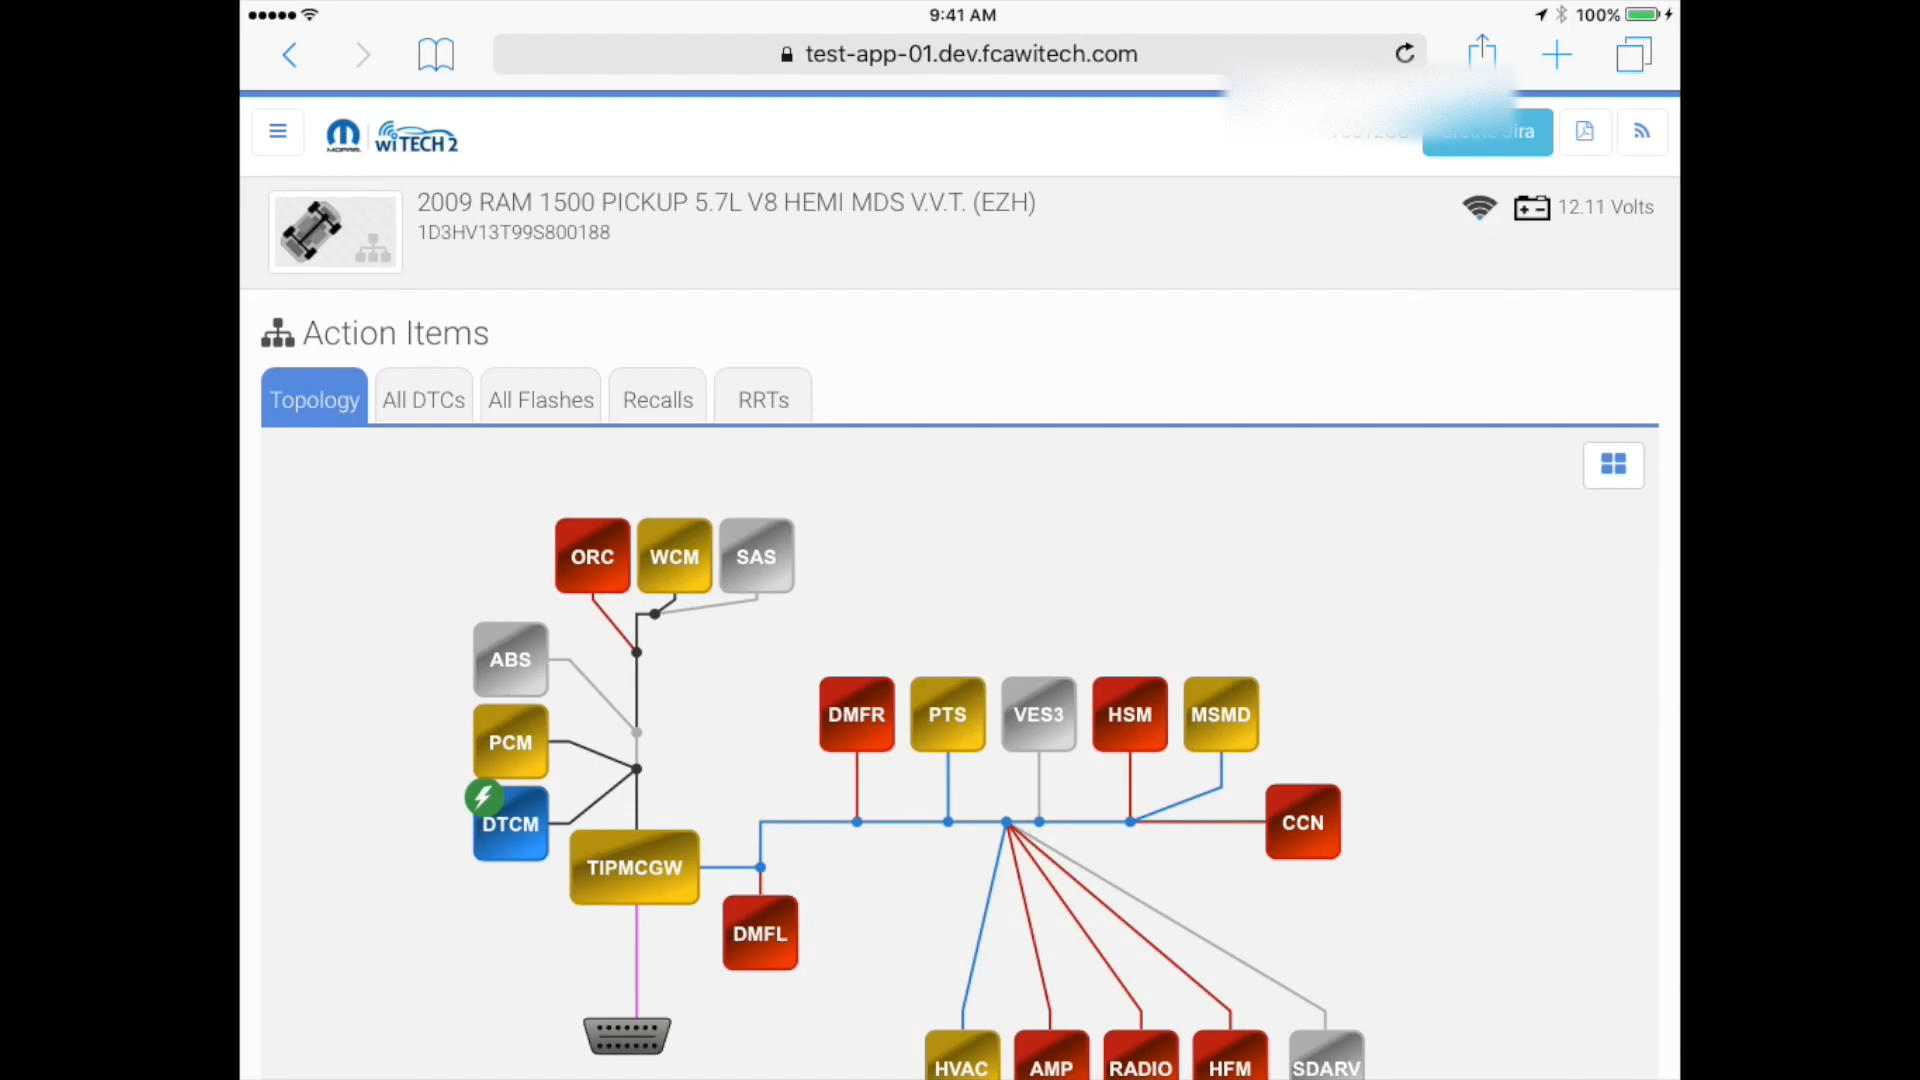 9:41 AM
100%
test-app-01.dev.fcawitech.com
MOPAR
wiTECH 2
Jira
2009 RAM 1500 PICKUP 5.7L V8 HEMI MDS V.V.T. (EZH)
1D3HV13T99S800188
12.11 Volts
Action Items
Topology
All DTCs
All Flashes
Recalls
RRTs
ORC
WCM
SAS
ABS
PCM
DTCM
TIPMCGW
DMFL
DMFR
PTS
VES3
HSM
MSMD
CCN
HVAC
AMP
RADIO
HFM
SDARV